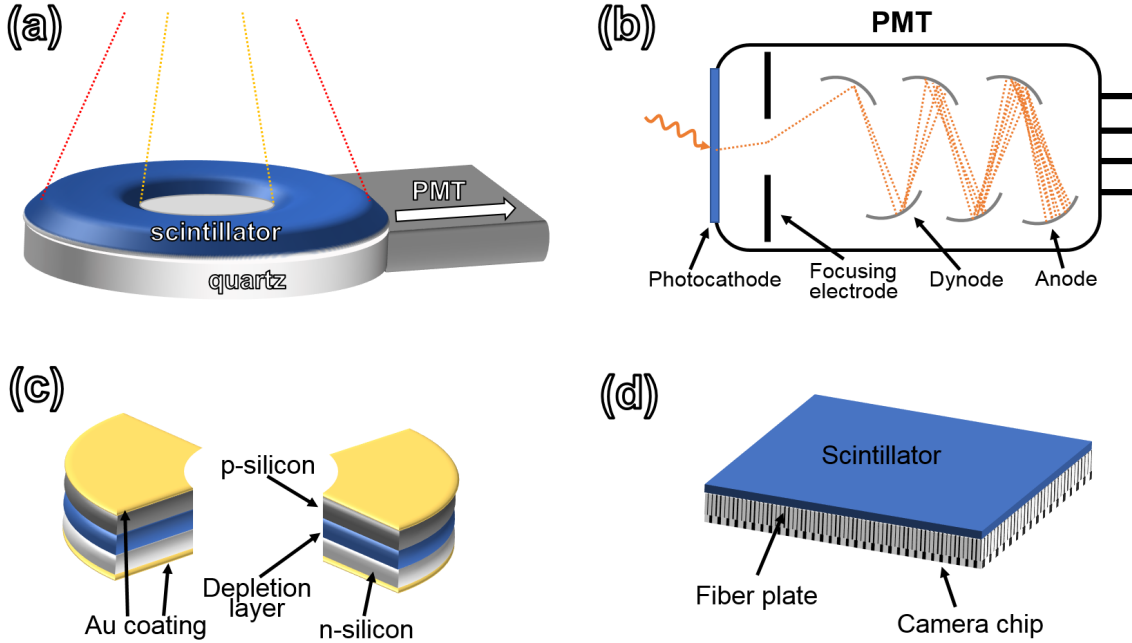 (a)
PMT
scintillator
quartz
(b)
PMT
Photocathode
Focusing
electrode
Dynode
Anode
(c)
p-silicon
Depletion
layer
Au coating
n-silicon
(d)
Scintillator
Fiber plate
Camera chip